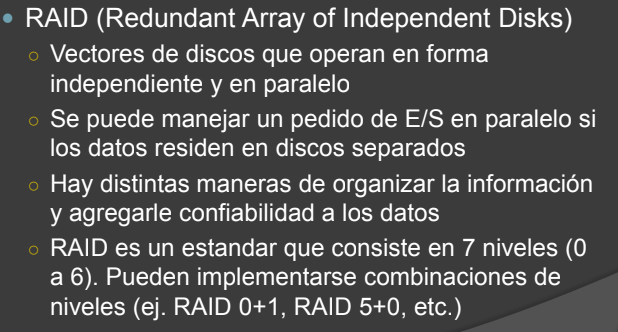 • RAID (Redundant Array of Independent Disks)
○ Vectores de discos que operan en forma
independiente y en paralelo
○ Se puede manejar un pedido de E/S en paralelo si
los datos residen en discos separados
○ Hay distintas maneras de organizar la información
y agregarle confiabilidad a los datos
○ RAID es un estandar que consiste en 7 niveles (0
a 6). Pueden implementarse combinaciones de
niveles (ej. RAID 0+1, RAID 5+0, etc.)